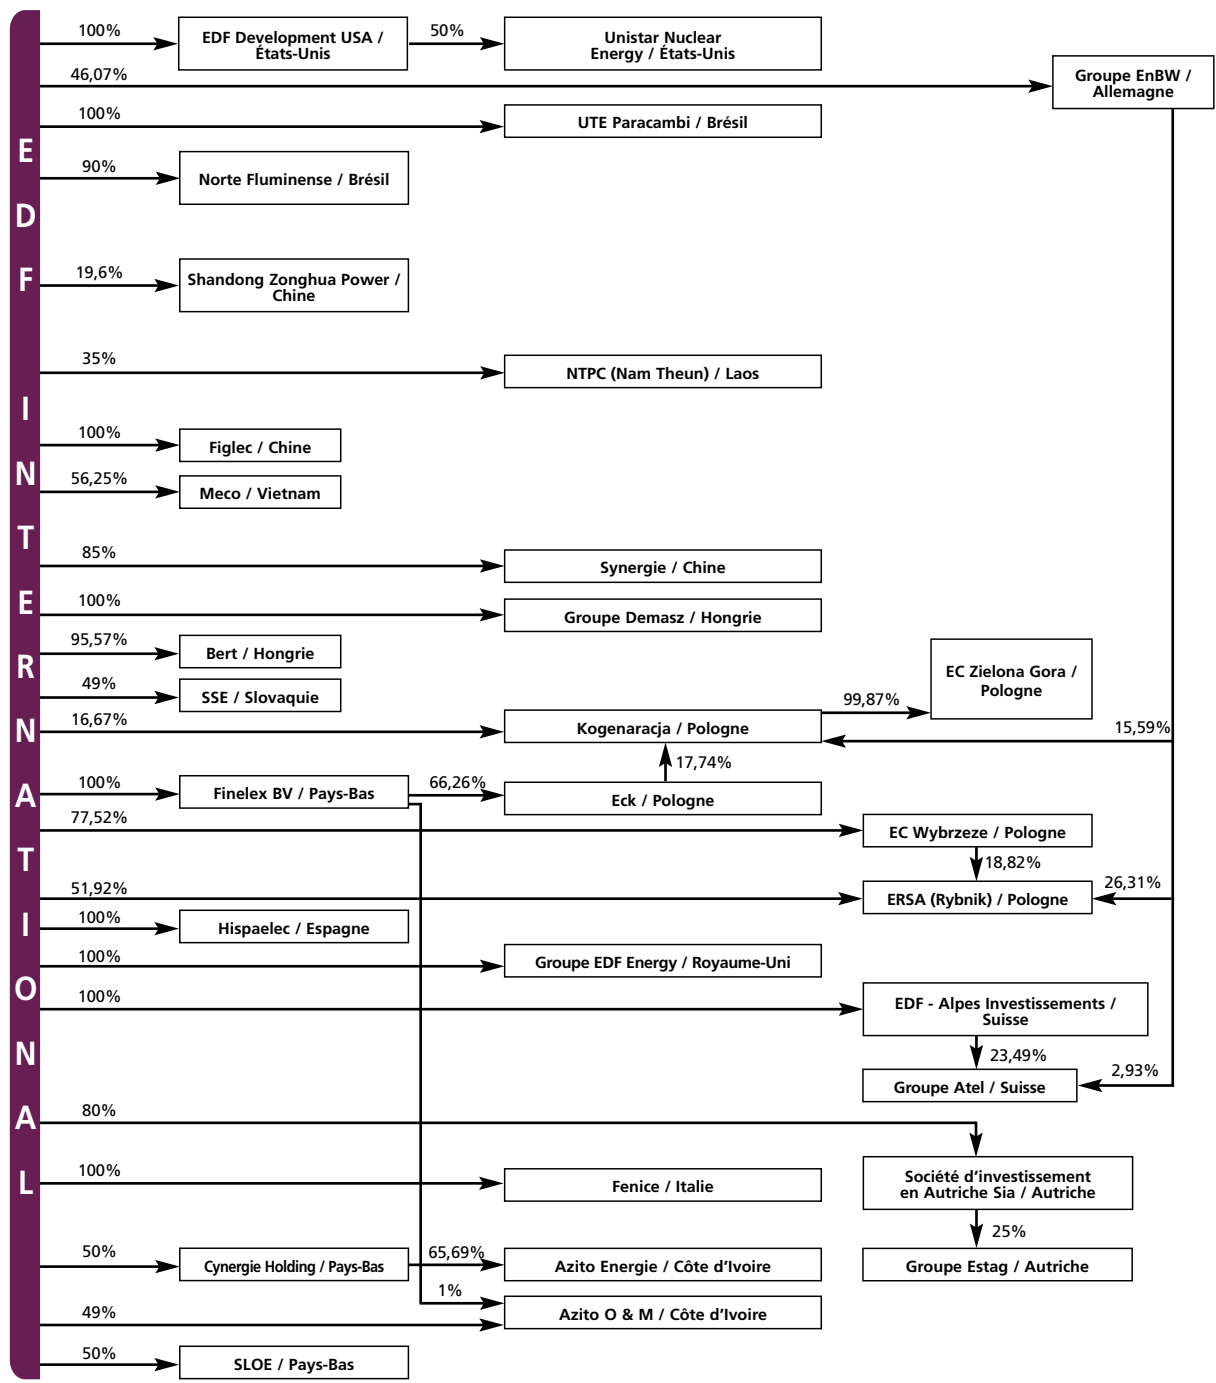 EDF INTERNATIONAL
100%
EDF Development USA /
États-Unis
50%
Unistar Nuclear
Energy / États-Unis
46,07%
Groupe EnBW /
Allemagne
100%
UTE Paracambi / Brésil
90%
Norte Fluminense / Brésil
19,6%
Shandong Zonghua Power /
Chine
35%
NTPC (Nam Theun) / Laos
100%
Figlec / Chine
56,25%
Meco / Vietnam
85%
Synergie / Chine
100%
Groupe Demasz / Hongrie
95,57%
Bert / Hongrie
49%
SSE / Slovaquie
EC Zielona Gora /
Pologne
99,87%
16,67%
Kogenaracja / Pologne
15,59%
17,74%
100%
Finelex BV / Pays-Bas
66,26%
Eck / Pologne
77,52%
EC Wybrzeze / Pologne
18,82%
51,92%
ERSA (Rybnik) / Pologne
26,31%
100%
Hispaelec / Espagne
100%
Groupe EDF Energy / Royaume-Uni
100%
EDF - Alpes Investissements /
Suisse
23,49%
Groupe Atel / Suisse
2,93%
80%
Société d’investissement
en Autriche Sia / Autriche
100%
Fenice / Italie
25%
Groupe Estag / Autriche
50%
Cynergie Holding / Pays-Bas
65,69%
Azito Energie / Côte d’Ivoire
1%
49%
Azito O & M / Côte d’Ivoire
50%
SLOE / Pays-Bas